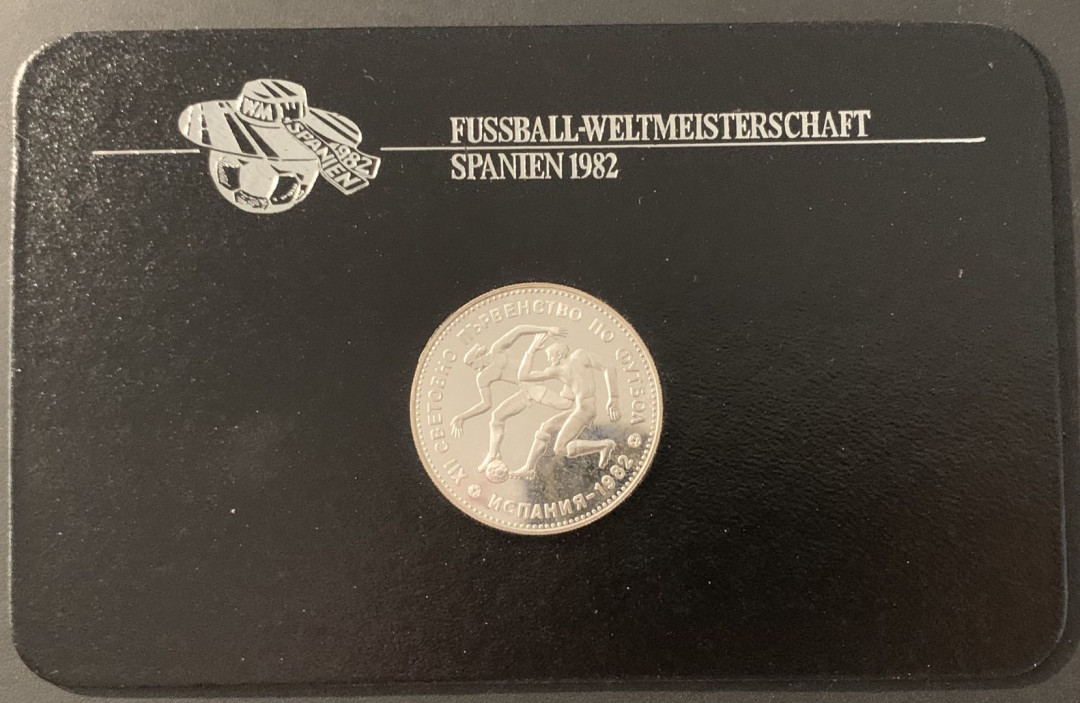 WM
SPANIEN
1982
FUSSBALL-WELTMEISTERSCHAFT
SPANIEN 1982
XII СВЕТОВНО ПЪРВЕНСТВО ПО ФУТБОЛ
ИСПАНИЯ-1982